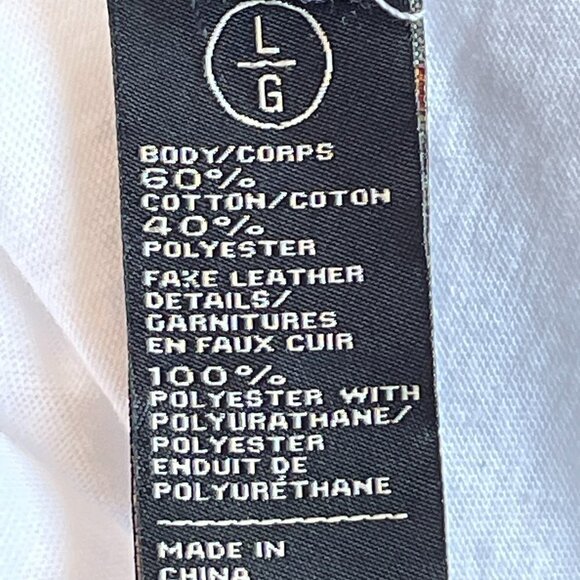 L
G
BODY/CORPS
60%
COTTON/COTON
40%
POLYESTER
FAKE LEATHER
DETAILS/
GARNITURES
EN FAUX CUIR
100%
POLYESTER WITH
POLYURATHANE/
POLYESTER
ENDUIT DE
POLYURÉTHANE
MADE IN
CHINA